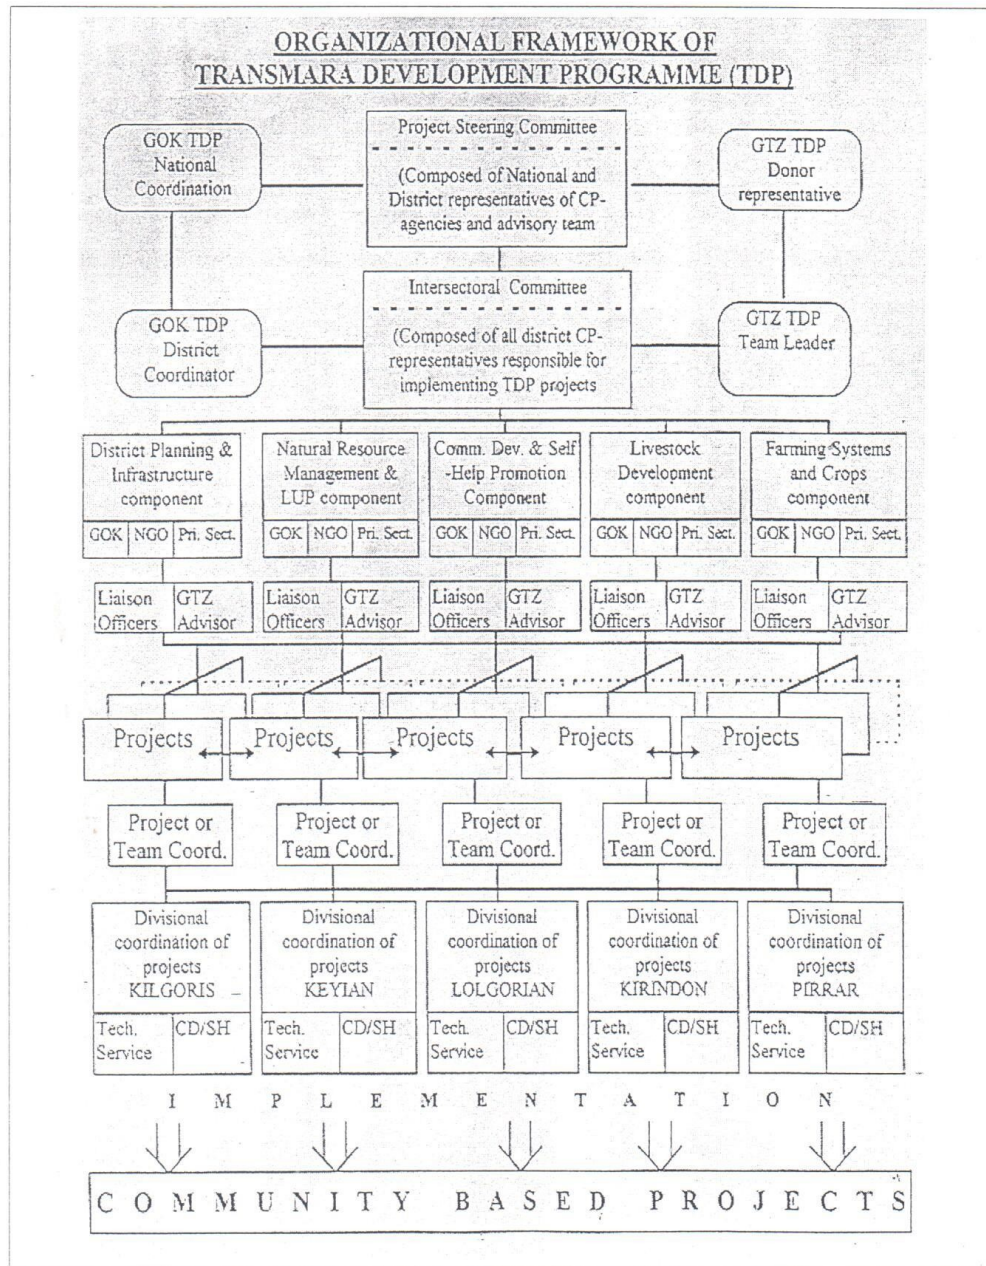 ORGANIZATIONAL FRAMEWORK OF
TRANSMARA DEVELOPMENT PROGRAMME (TDP)
GOK TDP
National
Coordination
Project Steering Committee
(Composed of National and
District representatives of CP-
agencies and advisory team
GTZ TDP
Donor
representative
GOK TDP
District
Coordinator
Intersectoral Committee
(Composed of all district CP-
representatives responsible for
implementing TDP projects
GTZ TDP
Team Leader
District Planning &
Infrastructure
component
GOK NGO Pri. Sect.
Natural Resource
Management &
LUP component
GOK NGO Pri. Sect.
Comm. Dev. & Self
-Help Promotion
Component
GOK NGO Pri. Sect.
Livestock
Development
component
GOK NGO Pri. Sect.
Farming Systems
and Crops
component
GOK NGO Pri. Sect.
Liaison
Officers
GTZ
Advisor
Liaison
Officers
GTZ
Advisor
Liaison
Officers
GTZ
Advisor
Liaison
Officers
GTZ
Advisor
Liaison
Officers
GTZ
Advisor
Projects
Projects
Projects
Projects
Projects
Project or
Team Coord.
Project or
Team Coord.
Project or
Team Coord.
Project or
Team Coord.
Project or
Team Coord.
Divisional
coordination of
projects
KILGORIS
Tech.
Service
CD/SH
Divisional
coordination of
projects
KEYIAN
Tech.
Service
CD/SH
Divisional
coordination of
projects
LOLGORIAN
Tech.
Service
CD/SH
Divisional
coordination of
projects
KIRINDON
Tech.
Service
CD/SH
Divisional
coordination of
projects
PIRRAR
Tech.
Service
CD/SH
I M P L E M E N T A T I O N
C O M M U N I T Y B A S E D P R O J E C T S